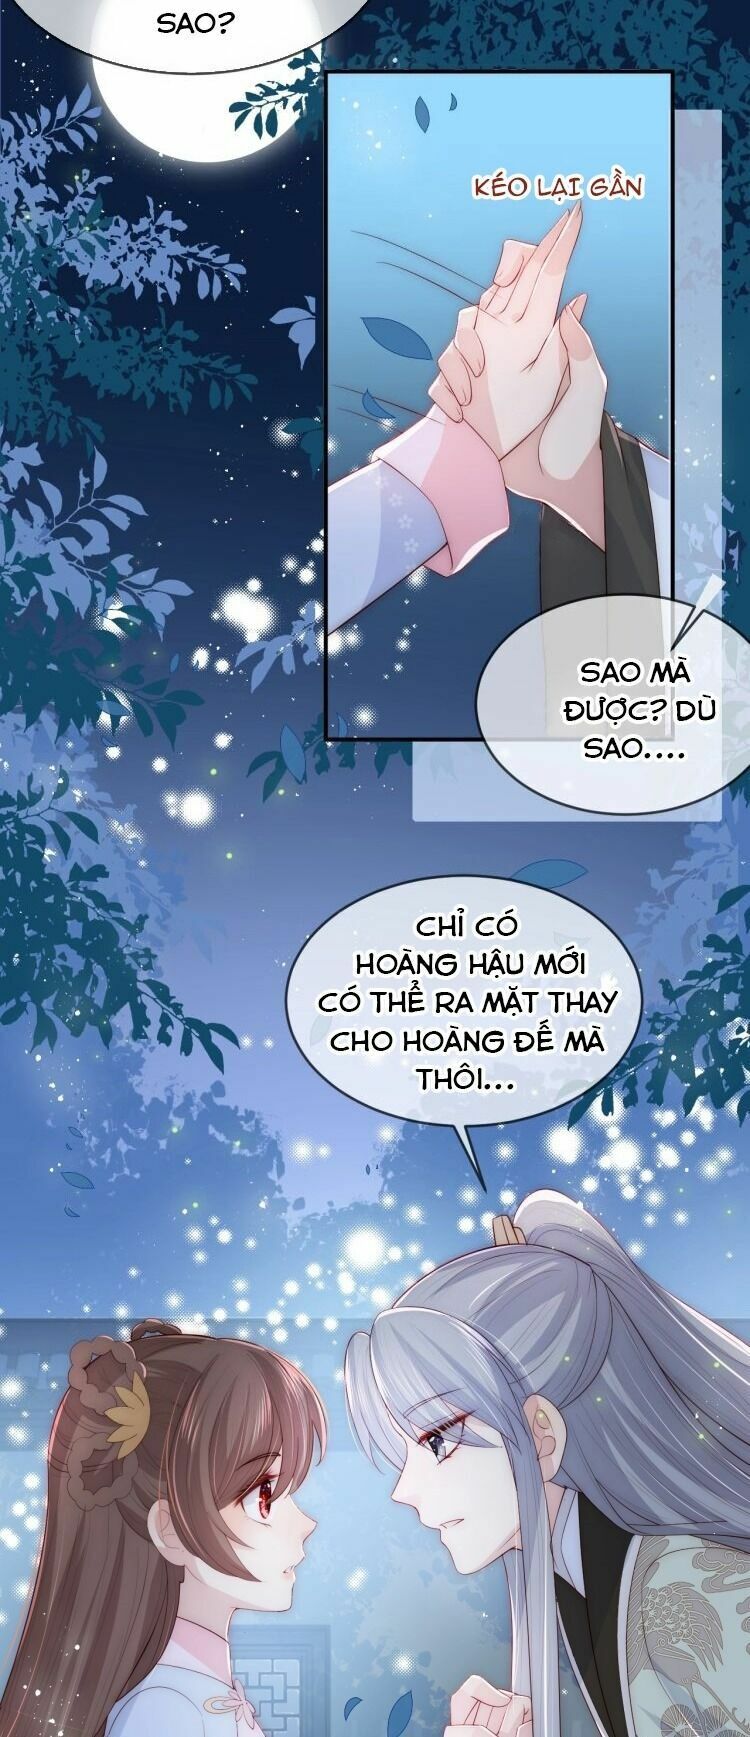 SAO?
KÉO LẠI GẦN
SAO MÀ
ĐƯỢC? DÙ
SAO....
CHỈ CÓ
HOÀNG HẬU MỚI
CÓ THỂ RA MẶT THAY
CHO HOÀNG ĐẾ MÀ
THÔI...